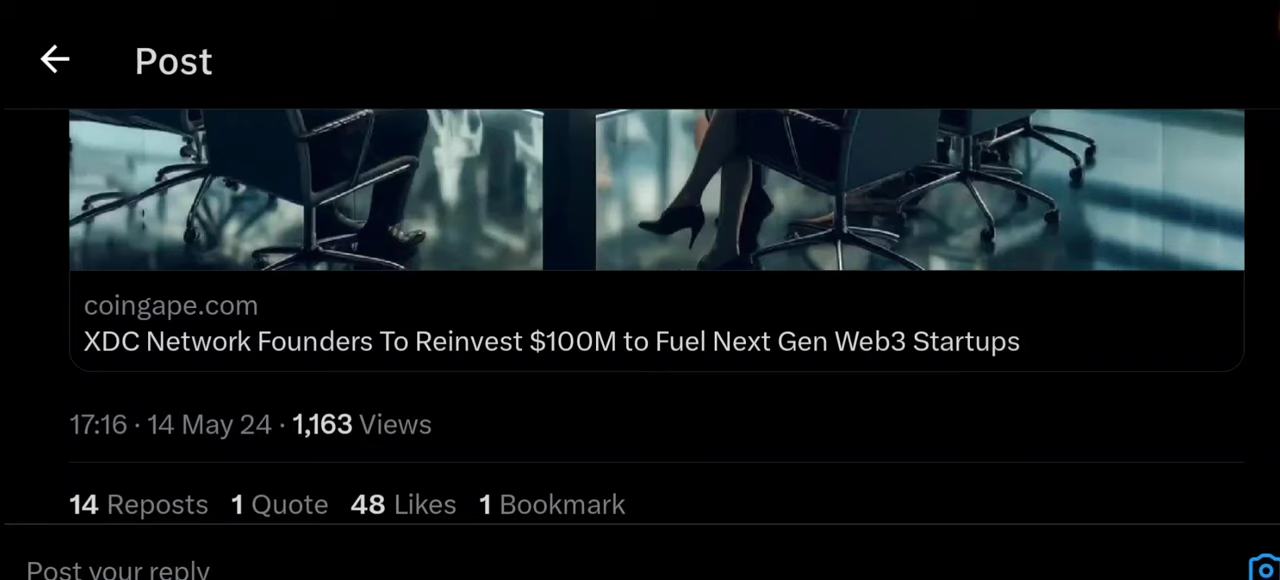 Post
coingape.com
XDC Network Founders To Reinvest $100M to Fuel Next Gen Web3 Startups
17:16 · 14 May 24 · 1,163 Views
14 Reposts 1 Quote 48 Likes 1 Bookmark
Post your reply